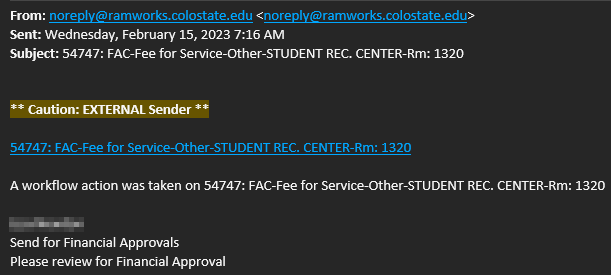 From: noreply@ramworks.colostate.edu <noreply@ramworks.colostate.edu>
Sent: Wednesday, February 15, 2023 7:16 AM
Subject: 54747: FAC-Fee for Service-Other-STUDENT REC. CENTER-Rm: 1320
** Caution: EXTERNAL Sender **
54747: FAC-Fee for Service-Other-STUDENT REC. CENTER-Rm: 1320
A workflow action was taken on 54747: FAC-Fee for Service-Other-STUDENT REC. CENTER-Rm: 1320
Send for Financial Approvals
Please review for Financial Approval